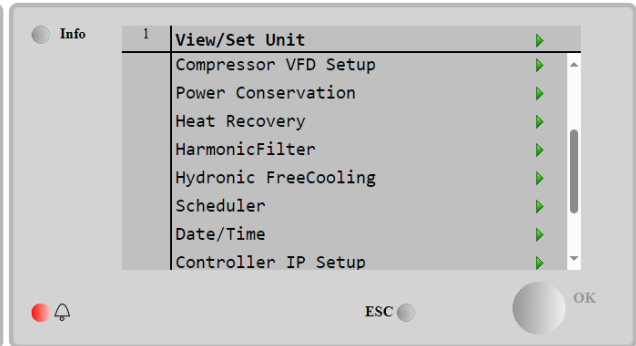 Info
1 View/Set Unit
Compressor VFD Setup
Power Conservation
Heat Recovery
HarmonicFilter
Hydronic FreeCooling
Scheduler
Date/Time
Controller IP Setup
ESC
OK